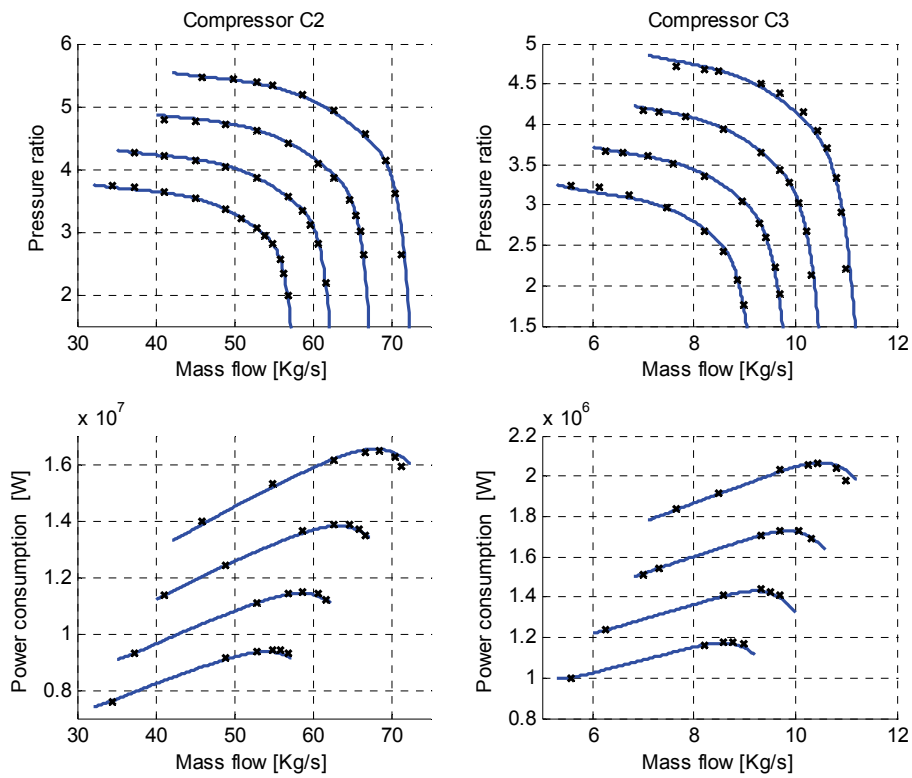 Compressor C2
Compressor C3
Pressure ratio
6
5
4
3
2
30 40 50 60 70
Mass flow [Kg/s]
Pressure ratio
5
4.5
4
3.5
3
2.5
2
1.5
6 8 10 12
Mass flow [Kg/s]
x 10^7
Power consumption [W]
1.6
1.4
1.2
1
0.8
30 40 50 60 70
Mass flow [Kg/s]
x 10^6
Power consumption [W]
2.2
2
1.8
1.6
1.4
1.2
1
0.8
6 8 10 12
Mass flow [Kg/s]